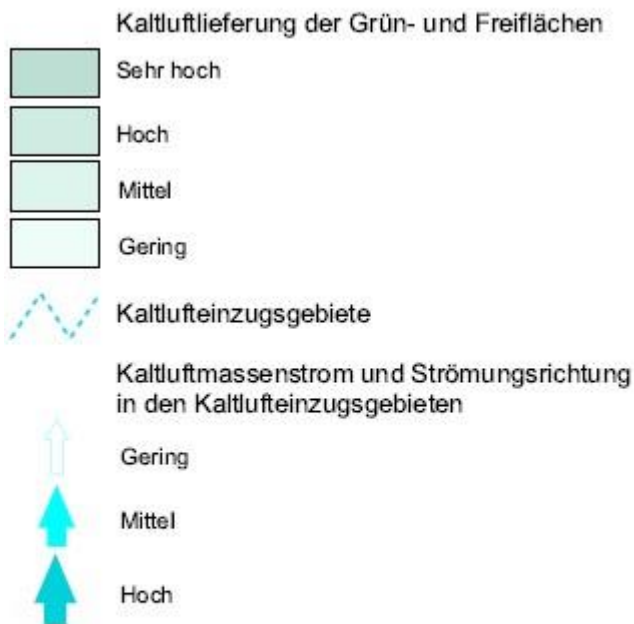 Kaltluftlieferung der Grün- und Freiflächen
Sehr hoch
Hoch
Mittel
Gering
Kaltlufteinzugsgebiete
Kaltluftmassenstrom und Strömungsrichtung
in den Kaltlufteinzugsgebieten
Gering
Mittel
Hoch